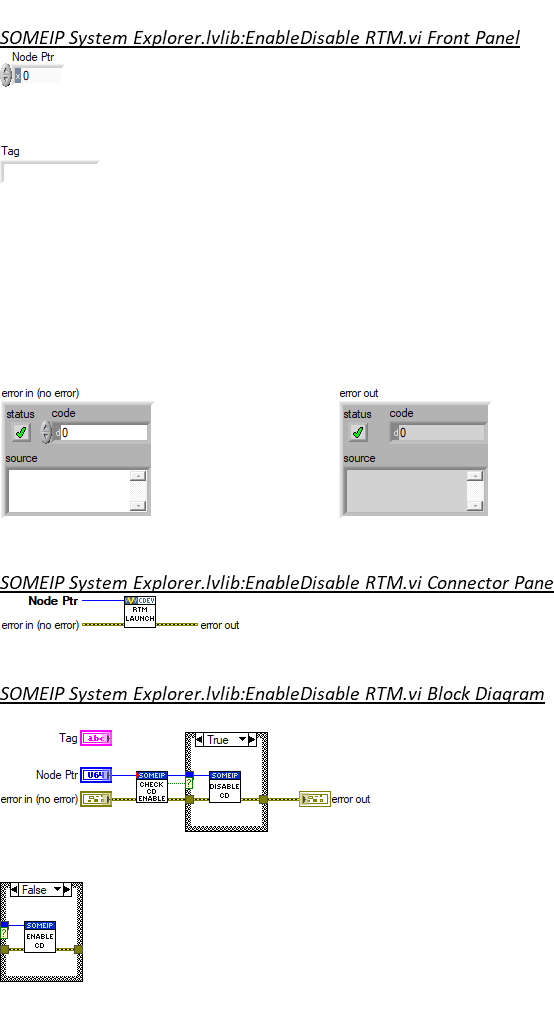 SOMEIP System Explorer.lvlib:EnableDisable RTM.vi Front Panel
Node Ptr
x 0
Tag
error in (no error)
error out
status code
status code
d 0
d 0
source
source
SOMEIP System Explorer.lvlib:EnableDisable RTM.vi Connector Pane
Node Ptr
CDEV
RTM
LAUNCH
error in (no error)
error out
SOMEIP System Explorer.lvlib:EnableDisable RTM.vi Block Diagram
Tag
abc
True
Node Ptr
U64
SOMEIP
CHECK
CD
ENABLE
?
SOMEIP
DISABLE
CD
error in (no error)
error out
False
?
SOMEIP
ENABLE
CD